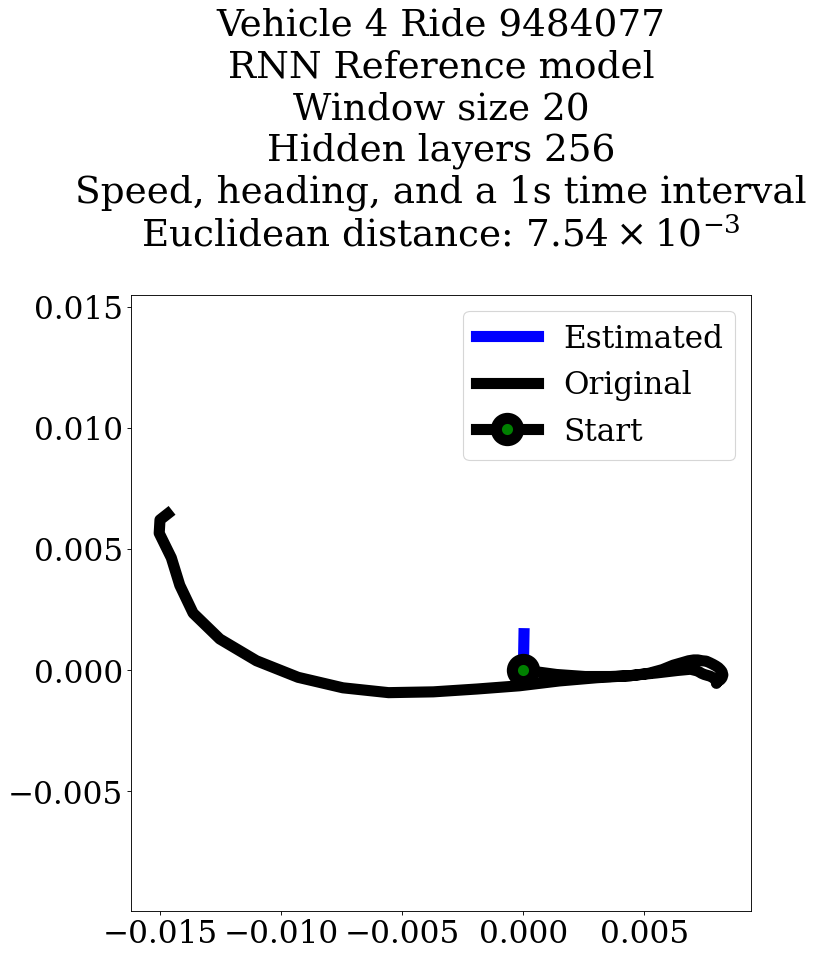 Vehicle 4 Ride 9484077
RNN Reference model
Window size 20
Hidden layers 256
Speed, heading, and a 1s time interval
Euclidean distance: 7.54 × 10⁻³
0.015
0.010
0.005
0.000
−0.005
Estimated
Original
Start
−0.015 −0.010 −0.005 0.000 0.005